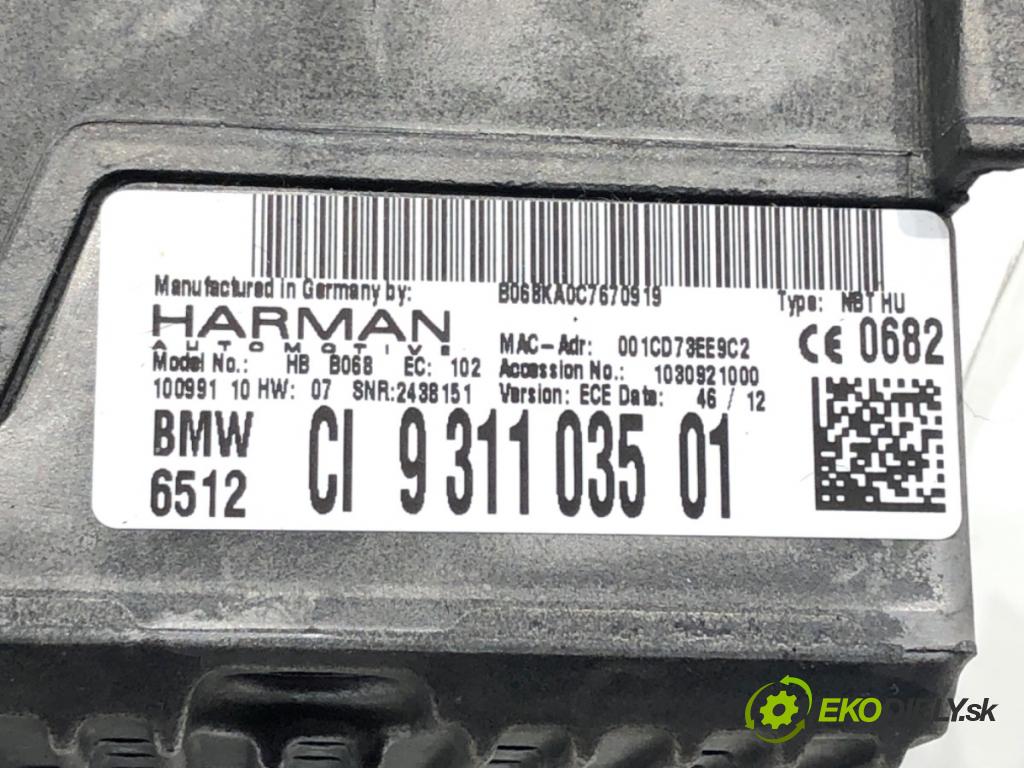 Manufactured in Germany by: B068KA0C7670919 Type: NBT HU
HARMAN
AUTOMOTIVE
MAC-Adr: 001CD73EE9C2
CE 0682
Model No.: HB B068 EC: 102 Accession No.: 1030921000
100991 10 HW: 07 SNR:2438151 Version: ECE Date: 46 / 12
BMW
6512
CI 9 311 035 01
EKODIELY.sk